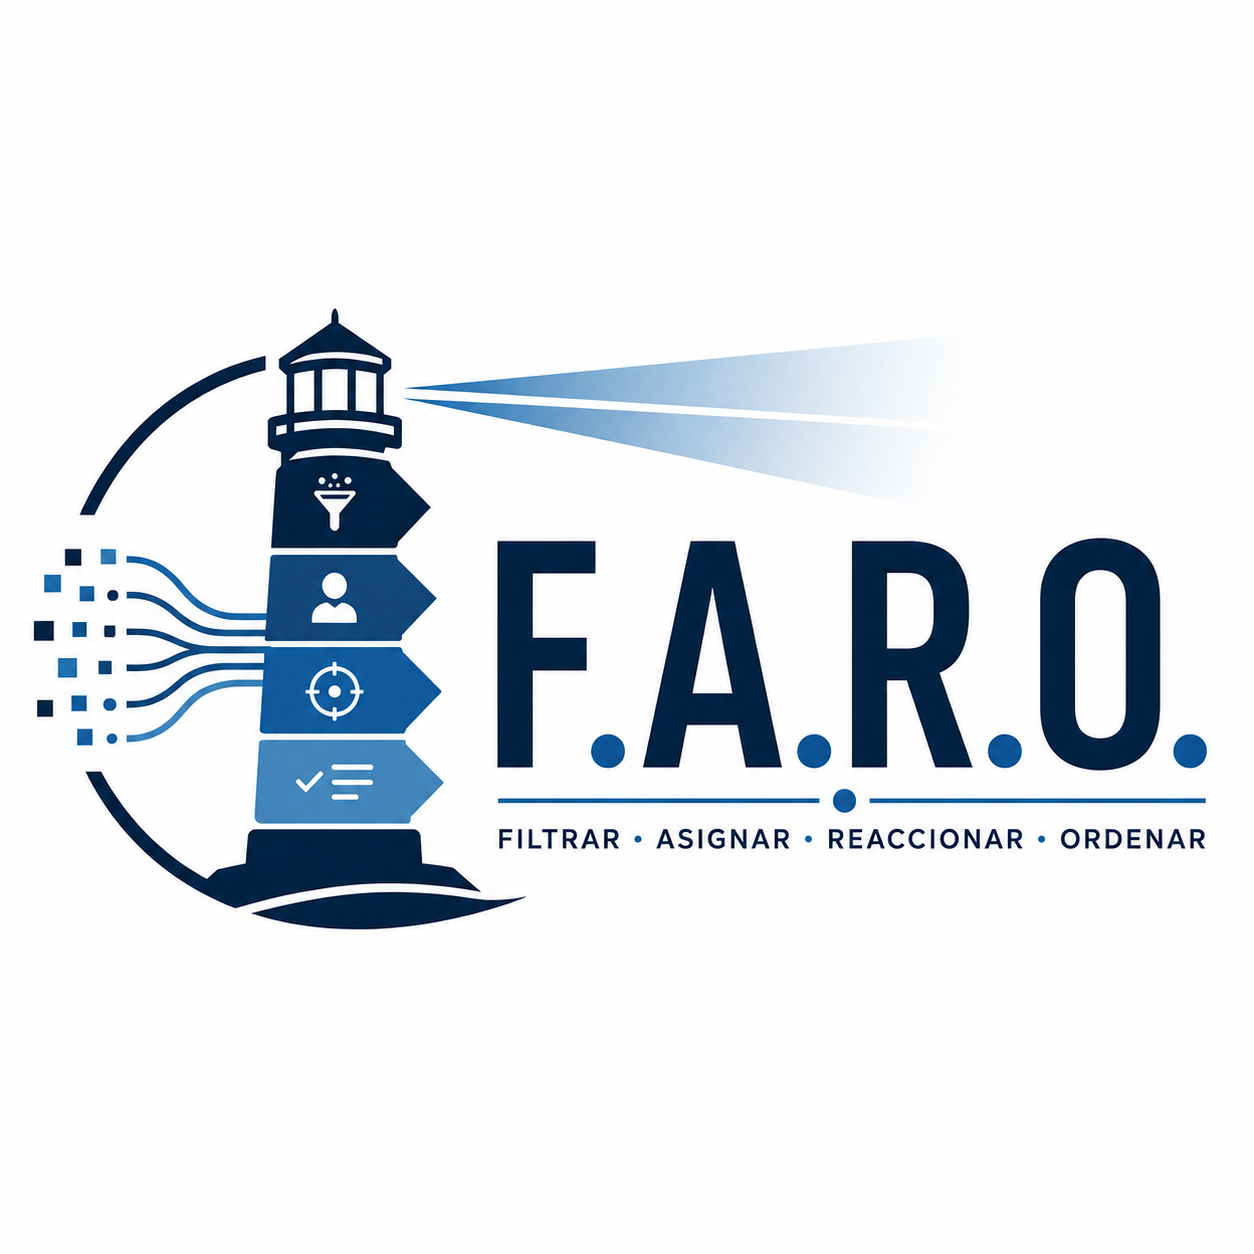 F.A.R.O.
FILTRAR • ASIGNAR • REACCIONAR • ORDENAR